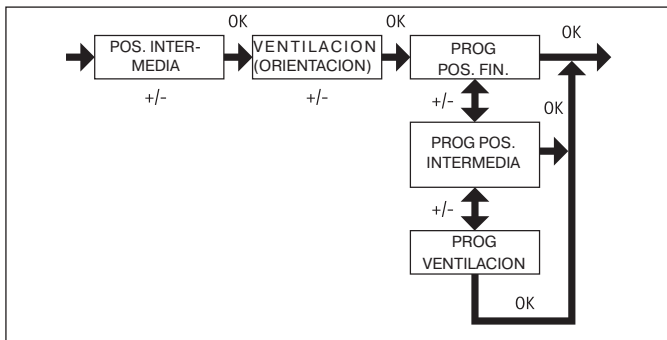 OK
OK
OK
POS. INTER-
MEDIA
VENTILACION
(ORIENTACION)
PROG
POS. FIN.
+/-
+/-
+/-
OK
PROG POS.
INTERMEDIA
+/-
PROG
VENTILACION
OK